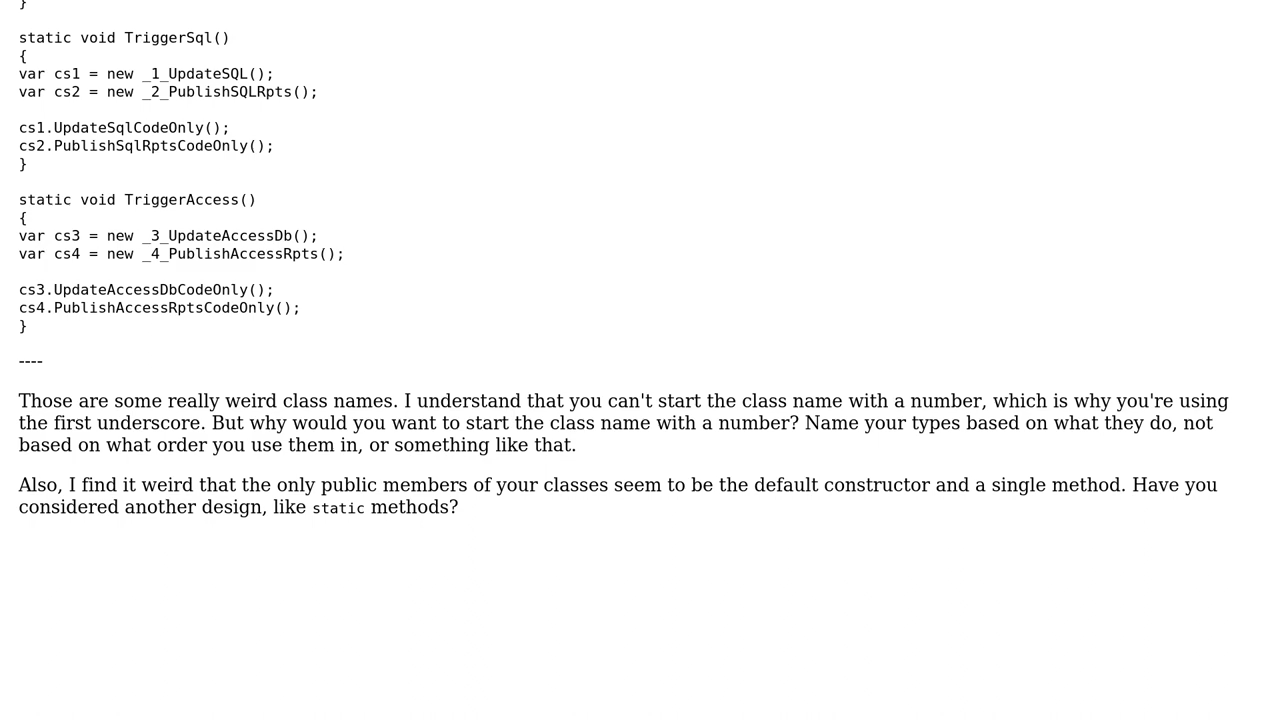 }
static void TriggerSql()
{
var cs1 = new _1_UpdateSQL();
var cs2 = new _2_PublishSQLRpts();
cs1.UpdateSqlCodeOnly();
cs2.PublishSqlRptsCodeOnly();
}
static void TriggerAccess()
{
var cs3 = new _3_UpdateAccessDb();
var cs4 = new _4_PublishAccessRpts();
cs3.UpdateAccessDbCodeOnly();
cs4.PublishAccessRptsCodeOnly();
}
----
Those are some really weird class names. I understand that you can't start the class name with a number, which is why you're using
the first underscore. But why would you want to start the class name with a number? Name your types based on what they do, not
based on what order you use them in, or something like that.
Also, I find it weird that the only public members of your classes seem to be the default constructor and a single method. Have you
considered another design, like static methods?